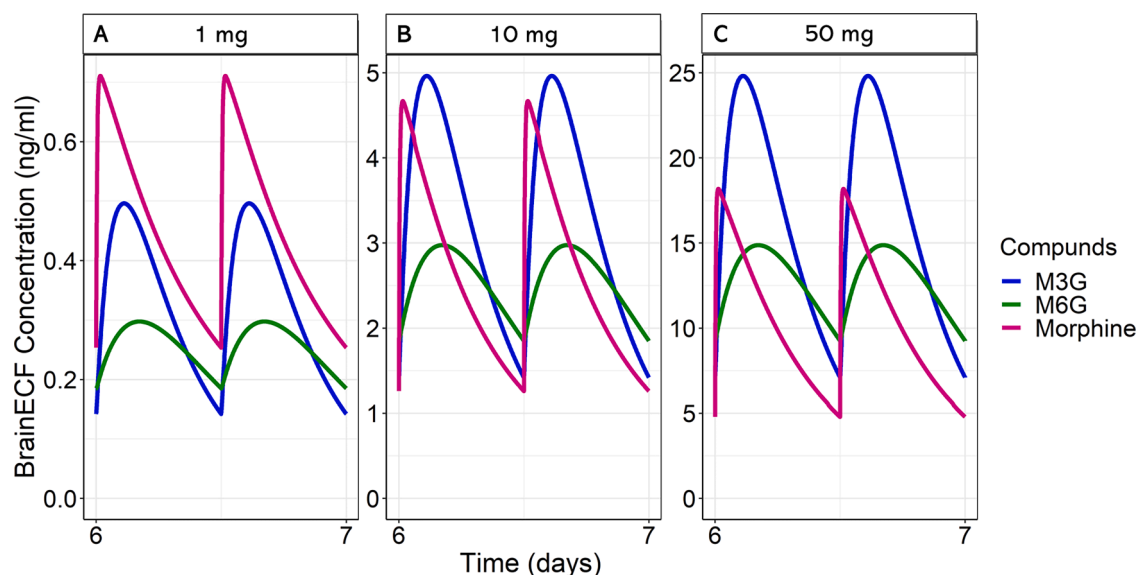 A 1 mg
B 10 mg
C 50 mg
BrainECF Concentration (ng/ml)
0.6
0.4
0.2
0.0
5
4
3
2
1
0
25
20
15
10
5
0
6 7
6 7
6 7
Time (days)
Compunds
M3G
M6G
Morphine